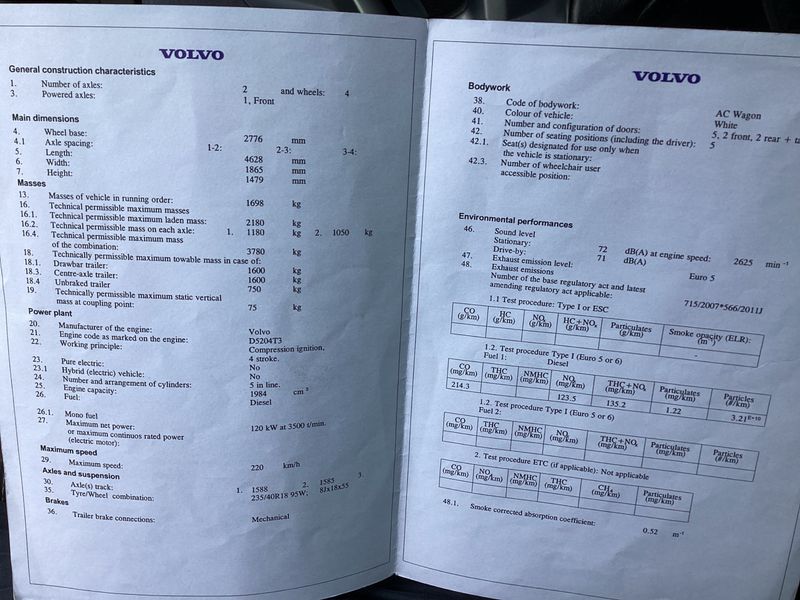 VOLVO
General construction characteristics
1. Number of axles: 2 and wheels: 4
3. Powered axles: 1, Front
Main dimensions
4. Wheel base: 2776 mm
4.1 Axle spacing: 1-2: 2-3: 3-4:
5. Length: 4628 mm
6. Width: 1865 mm
7. Height: 1479 mm
Masses
13. Masses of vehicle in running order: 1698 kg
16. Technical permissible maximum masses
16.1. Technical permissible maximum laden mass: 2180 kg
16.2. Technical permissible mass on each axle: 1. 1180 kg 2. 1050 kg
16.4. Technical permissible maximum mass
of the combination: 3780 kg
18. Technically permissible maximum towable mass in case of:
18.1. Drawbar trailer: 1600 kg
18.3. Centre-axle trailer: 1600 kg
18.4 Unbraked trailer 750 kg
19. Technically permissible maximum static vertical
mass at coupling point: 75 kg
Power plant
20. Manufacturer of the engine: Volvo
21. Engine code as marked on the engine: D5204T3
22. Working principle: Compression ignition,
4 stroke.
23. Pure electric: No
23.1 Hybrid (electric) vehicle: No
24. Number and arrangement of cylinders: 5 in line.
25. Engine capacity: 1984 cm 3
26. Fuel: Diesel
26.1. Mono fuel
27. Maximum net power: 120 kW at 3500 t/min.
or maximum continuos rated power
(electric motor):
Maximum speed
29. Maximum speed: 220 km/h
Axles and suspension
30. Axle(s) track: 1. 1588 2. 1585 3.
35. Tyre/Wheel combination: 235/40R18 95W; 8Jx18x55
Brakes
36. Trailer brake connections: Mechanical
VOLVO
Bodywork
38. Code of bodywork: AC Wagon
40. Colour of vehicle: White
41. Number and configuration of doors: 5, 2 front, 2 rear +
42. Number of seating positions (including the driver): 5
42.1. Seat(s) designated for use only when
the vehicle is stationary:
42.3. Number of wheelchair user
accessible position:
Environmental performances
46. Sound level
Stationary: 72 dB(A) at engine speed: 2625 min -1
Drive-by: 71 dB(A)
47. Exhaust emission level: Euro 5
48. Exhaust emissions
Number of the base regulatory act and latest
amending regulatory act applicable: 715/2007*566/2011J
1.1 Test procedure: Type I or ESC
CO (g/km) HC (g/km) NOx (g/km) HC+NOx (g/km) Particulates (g/km) Smoke opacity (ELR): (m-1)
1.2. Test procedure Type I (Euro 5 or 6)
Fuel 1: Diesel
CO (mg/km) THC (mg/km) NMHC (mg/km) NOx (mg/km) THC+NOx (mg/km) Particulates (mg/km) Particles (#/km)
214.3 123.5 135.2 1.22 3.21E+10
1.2. Test procedure Type I (Euro 5 or 6)
Fuel 2:
CO (mg/km) THC (mg/km) NMHC (mg/km) NOx (mg/km) THC+NOx (mg/km) Particulates (mg/km) Particles (#/km)
2. Test procedure ETC (if applicable): Not applicable
CO (mg/km) NOx (mg/km) NMHC (mg/km) THC (mg/km) CH4 (mg/km) Particulates (mg/km)
48.1. Smoke corrected absorption coefficient: 0.52 m-1